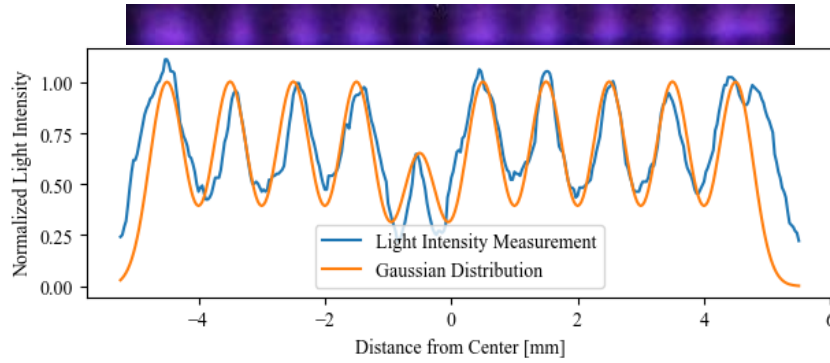 Normalized Light Intensity
1.00
0.75
0.50
0.25
0.00
Light Intensity Measurement
Gaussian Distribution
−4
−2
0
2
4
6
Distance from Center [mm]